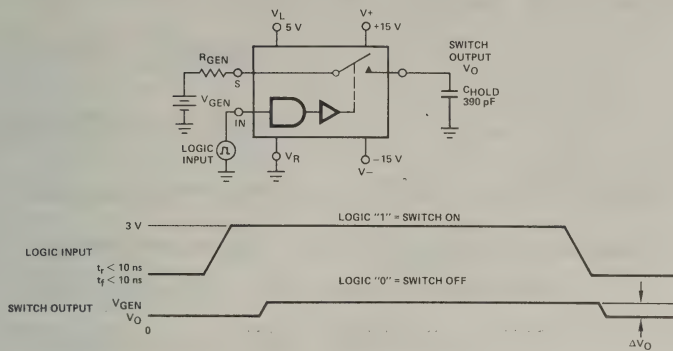 VL
5 V
V+
+15 V
RGEN
S
SWITCH
OUTPUT
VO
VGEN
IN
CHOLD
390 pF
LOGIC
INPUT
VR
-15 V
V-
3 V
LOGIC "1" = SWITCH ON
LOGIC INPUT
tr < 10 ns
tf < 10 ns
LOGIC "0" = SWITCH OFF
SWITCH OUTPUT
VGEN
VO
0
ΔVO